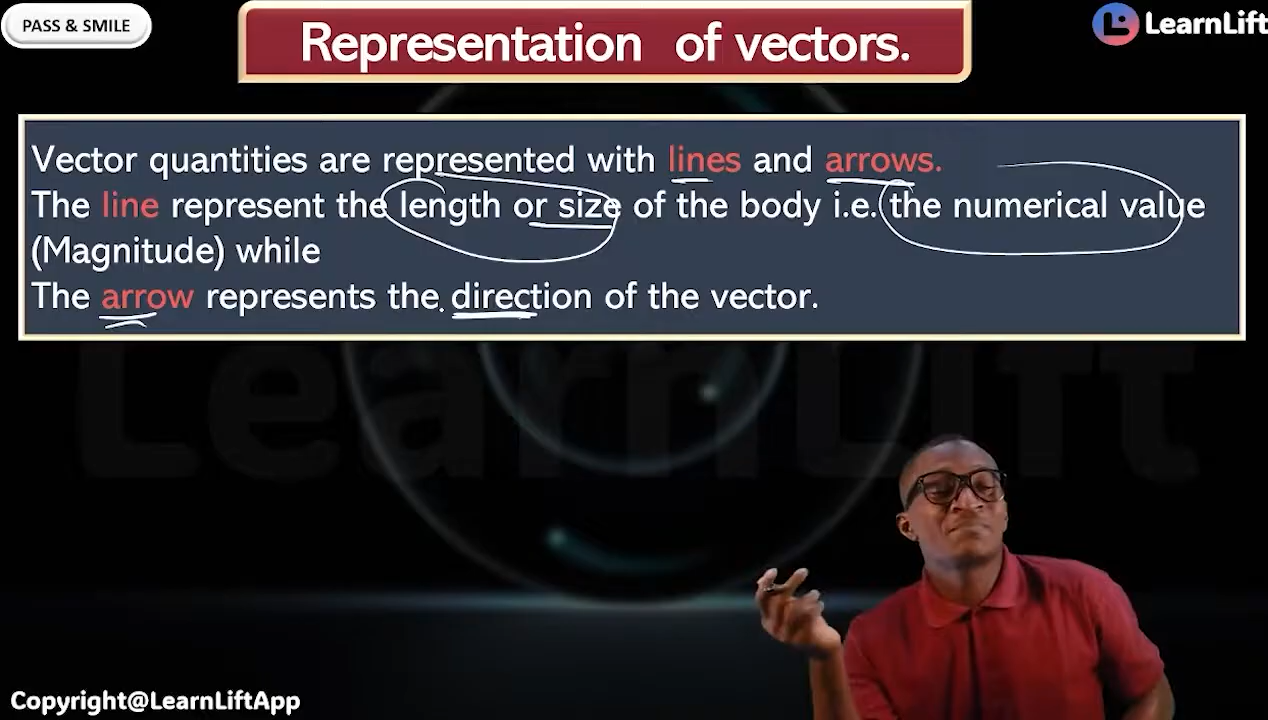 PASS & SMILE
Representation of vectors.
LearnLift
Vector quantities are represented with lines and arrows.
The line represent the length or size of the body i.e. the numerical value
(Magnitude) while
The arrow represents the. direction of the vector.
LearnLift
Copyright@LearnLiftApp